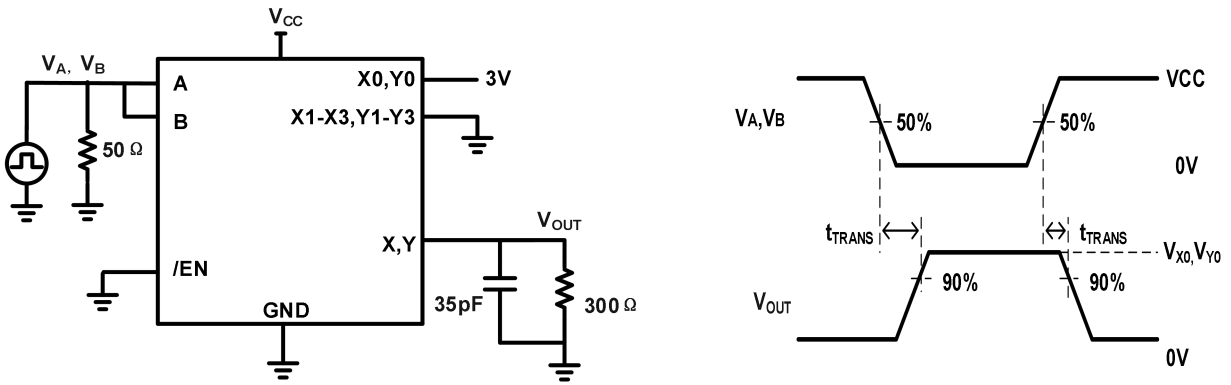 VCC
VA, VB
A
B
50 Ω
X0,Y0
3V
X1-X3,Y1-Y3
VOUT
X,Y
/EN
GND
35pF
300 Ω
VA,VB
50%
50%
VCC
0V
tTRANS
tTRANS
VX0,VY0
90%
90%
VOUT
0V